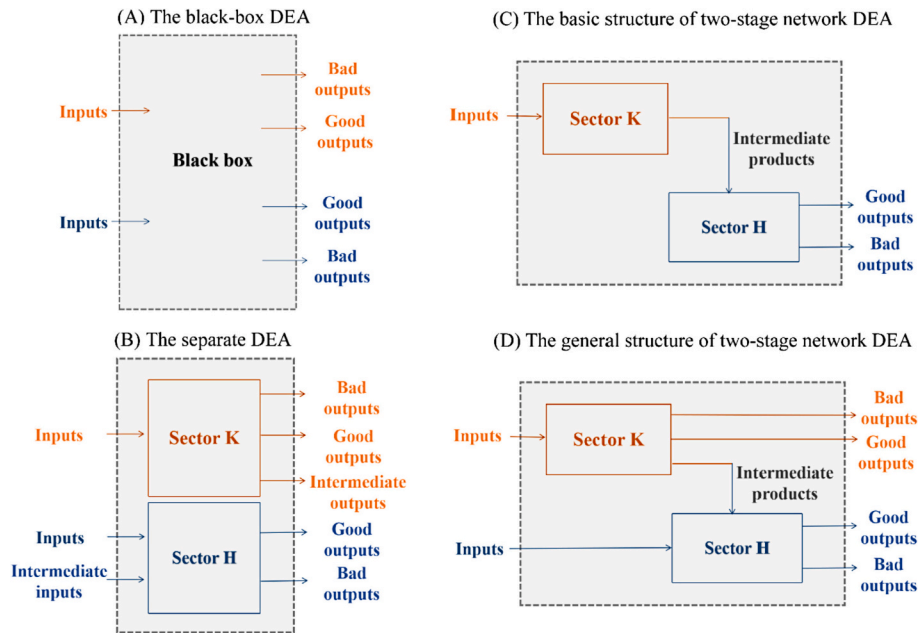 (A) The black-box DEA
Inputs
Inputs
Black box
Bad
outputs
Good
outputs
Good
outputs
Bad
outputs
(C) The basic structure of two-stage network DEA
Inputs
Sector K
Intermediate
products
Sector H
Good
outputs
Bad
outputs
(B) The separate DEA
Inputs
Sector K
Bad
outputs
Good
outputs
Intermediate
outputs
Inputs
Intermediate
inputs
Sector H
Good
outputs
Bad
outputs
(D) The general structure of two-stage network DEA
Inputs
Sector K
Bad
outputs
Good
outputs
Intermediate
products
Inputs
Sector H
Good
outputs
Bad
outputs